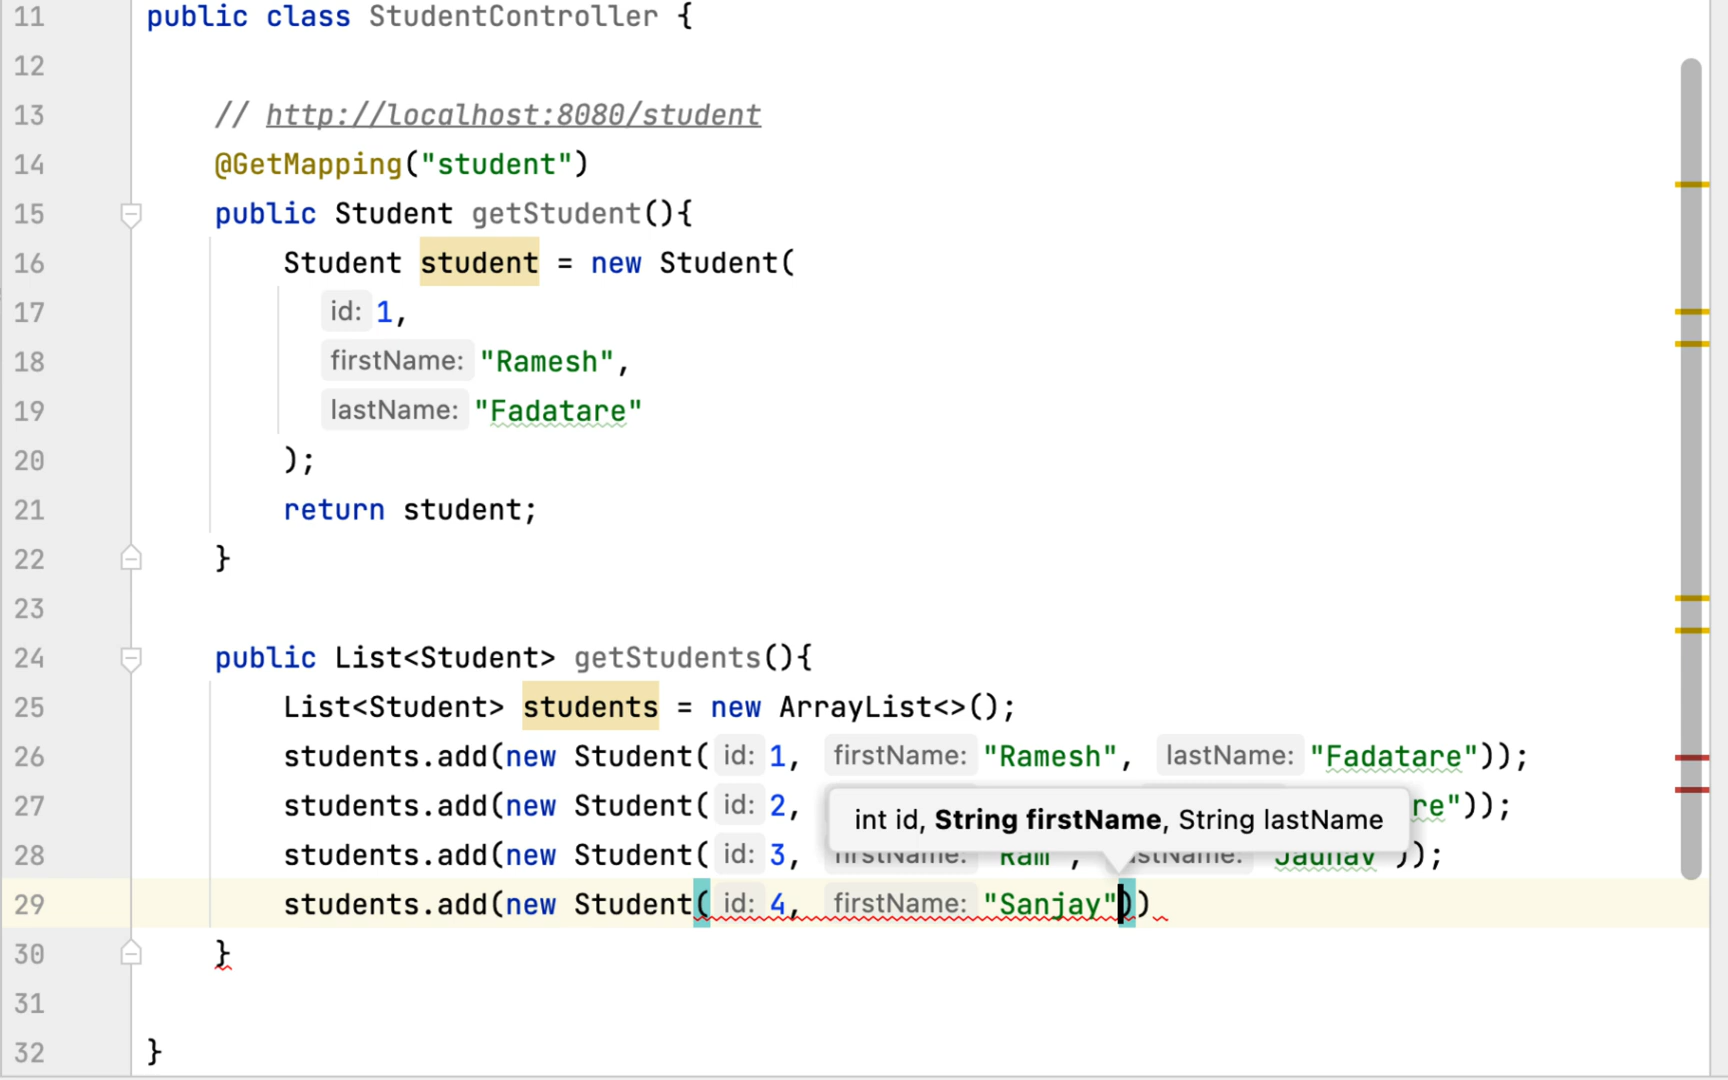 11 public class StudentController {
12
13 // http://localhost:8080/student
14 @GetMapping("student")
15 public Student getStudent(){
16 Student student = new Student(
17 id: 1,
18 firstName: "Ramesh",
19 lastName: "Fadatare"
20 );
21 return student;
22 }
23
24 public List<Student> getStudents(){
25 List<Student> students = new ArrayList<>();
26 students.add(new Student( id: 1, firstName: "Ramesh", lastName: "Fadatare"));
27 students.add(new Student( id: 2, re"));
int id, String firstName, String lastName
28 students.add(new Student( id: 3, firstName: "Ram", lastName: "Jadhav"));
29 students.add(new Student( id: 4, firstName: "Sanjay"))
30 }
31
32 }